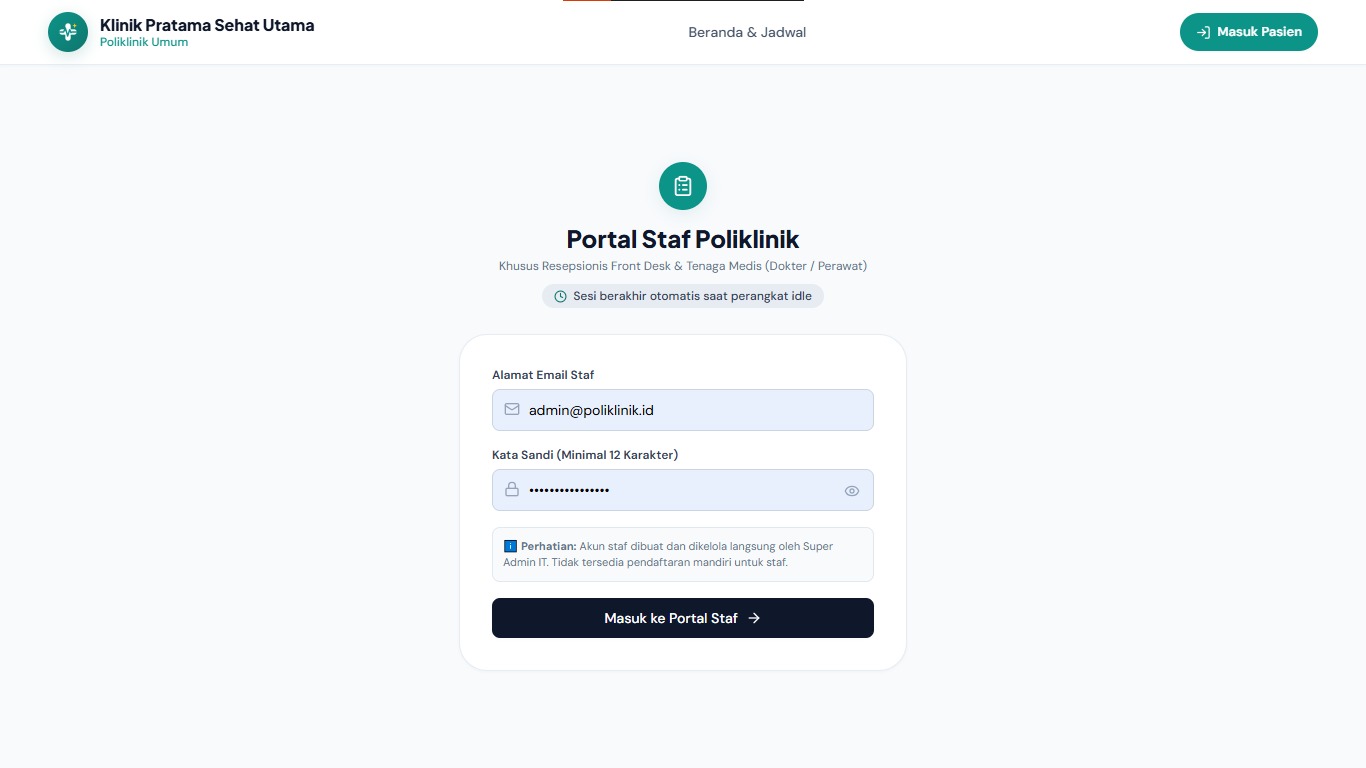 Klinik Pratama Sehat Utama
Poliklinik Umum
Beranda & Jadwal
Masuk Pasien
Portal Staf Poliklinik
Khusus Resepsionis Front Desk & Tenaga Medis (Dokter / Perawat)
Sesi berakhir otomatis saat perangkat idle
Alamat Email Staf
admin@poliklinik.id
Kata Sandi (Minimal 12 Karakter)
••••••••••••••••
ℹ️ Perhatian: Akun staf dibuat dan dikelola langsung oleh Super
Admin IT. Tidak tersedia pendaftaran mandiri untuk staf.
Masuk ke Portal Staf →